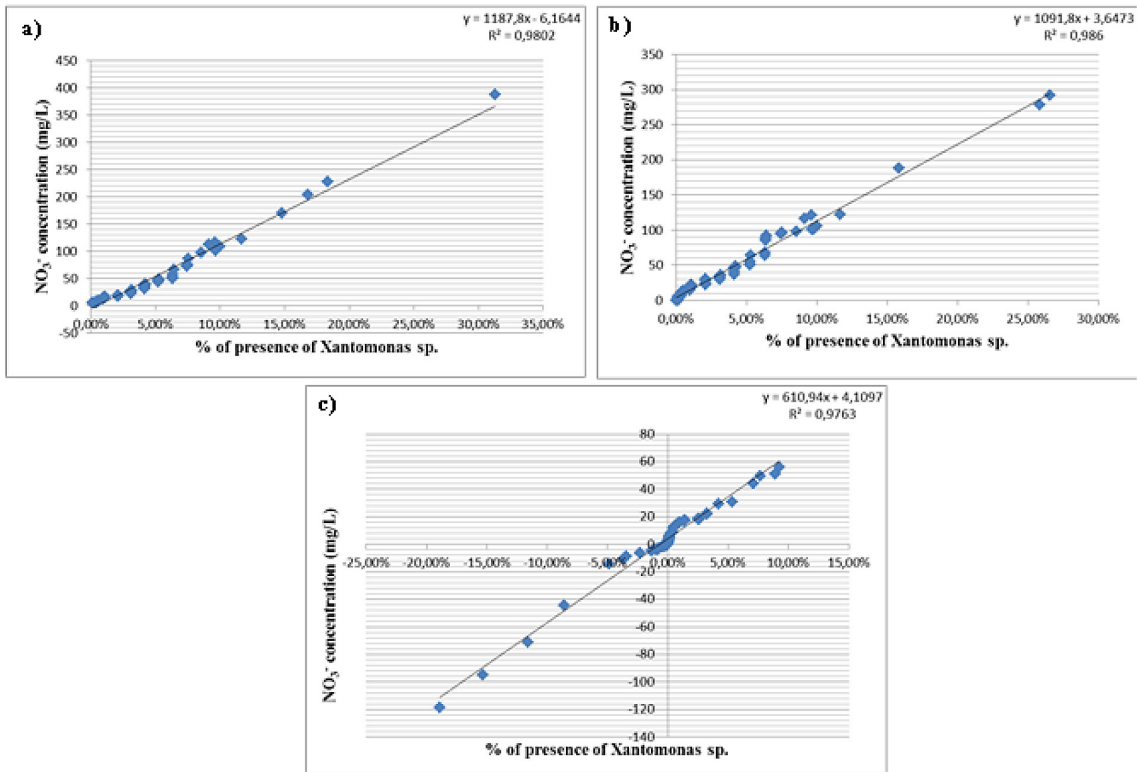 a)
y = 1187,8x - 6,1644
R² = 0,9802
NO₃⁻ concentration (mg/L)
450
400
350
300
250
200
150
100
50
0
-50
0,00% 5,00% 10,00% 15,00% 20,00% 25,00% 30,00% 35,00%
% of presence of Xantomonas sp.
b)
y = 1091,8x + 3,6473
R² = 0,986
NO₃⁻ concentration (mg/L)
350
300
250
200
150
100
50
0
0,00% 5,00% 10,00% 15,00% 20,00% 25,00% 30,00%
% of presence of Xantomonas sp.
c)
y = 610,94x + 4,1097
R² = 0,9763
NO₃⁻ concentration (mg/L)
80
60
40
20
0
-25,00% -20,00% -15,00% -10,00% -5,00% 0,00% 5,00% 10,00% 15,00%
-20
-40
-60
-80
-100
-120
-140
% of presence of Xantomonas sp.